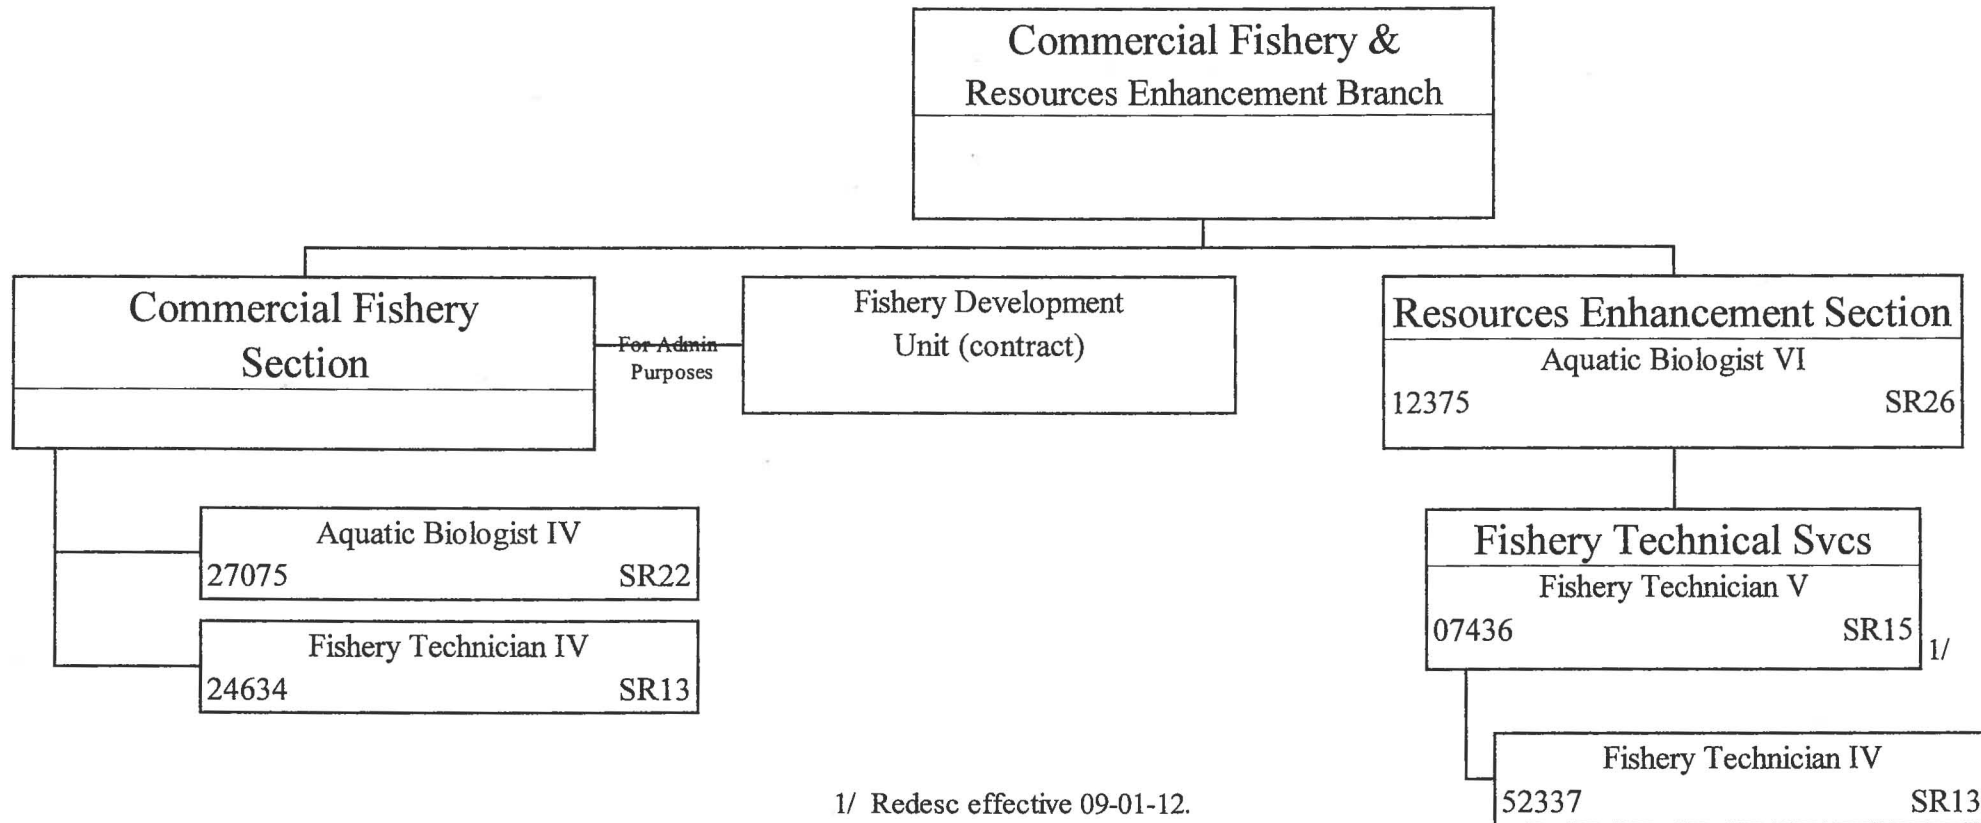 Commercial Fishery &
Resources Enhancement Branch
Commercial Fishery
Section
For Admin
Purposes
Fishery Development
Unit (contract)
Resources Enhancement Section
Aquatic Biologist VI
12375 SR26
Aquatic Biologist IV
27075 SR22
Fishery Technician IV
24634 SR13
Fishery Technical Svcs
Fishery Technician V
07436 SR15 1/
Fishery Technician IV
52337 SR13
1/ Redesc effective 09-01-12.